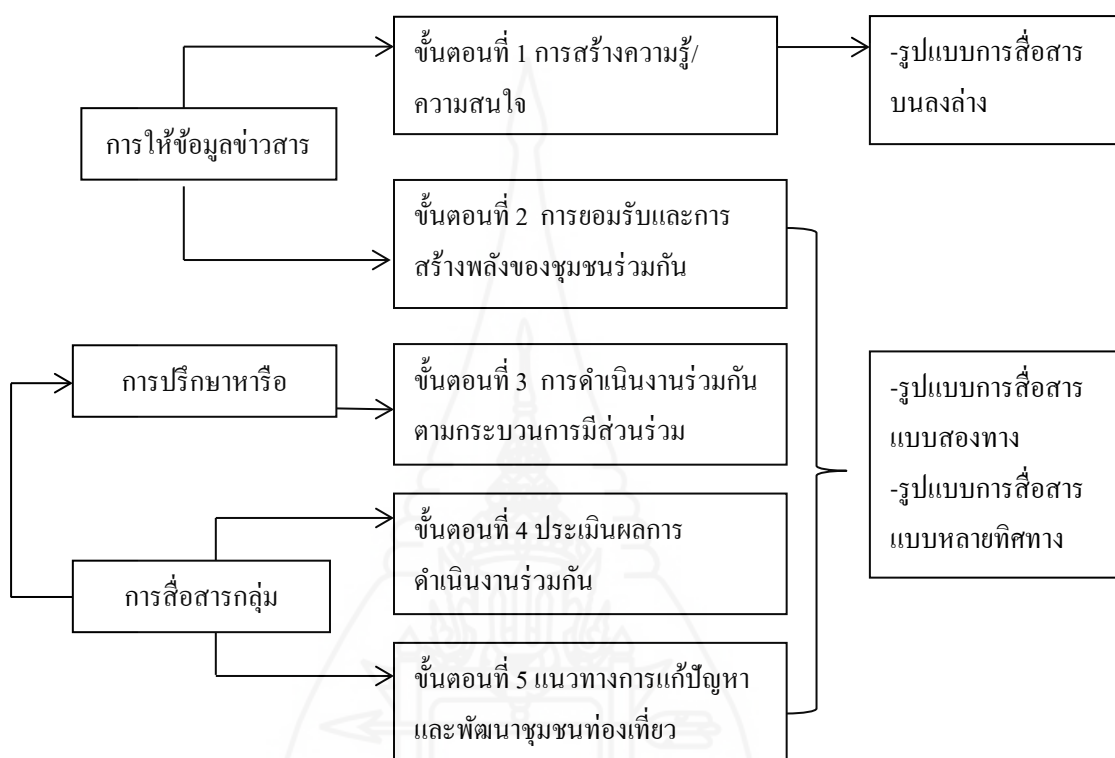 ขั้นตอนที่ 1 การสร้างความรู้/
ความสนใจ
-รูปแบบการสื่อสาร
บนลงล่าง
การให้ข้อมูลข่าวสาร
ขั้นตอนที่ 2 การยอมรับและการ
สร้างพลังของชุมชนร่วมกัน
การปรึกษาหารือ
ขั้นตอนที่ 3 การดำเนินงานร่วมกัน
ตามกระบวนการมีส่วนร่วม
-รูปแบบการสื่อสาร
แบบสองทาง
-รูปแบบการสื่อสาร
แบบหลายทิศทาง
การสื่อสารกลุ่ม
ขั้นตอนที่ 4 ประเมินผลการ
ดำเนินงานร่วมกัน
ขั้นตอนที่ 5 แนวทางการแก้ปัญหา
และพัฒนาชุมชนท่องเที่ยว